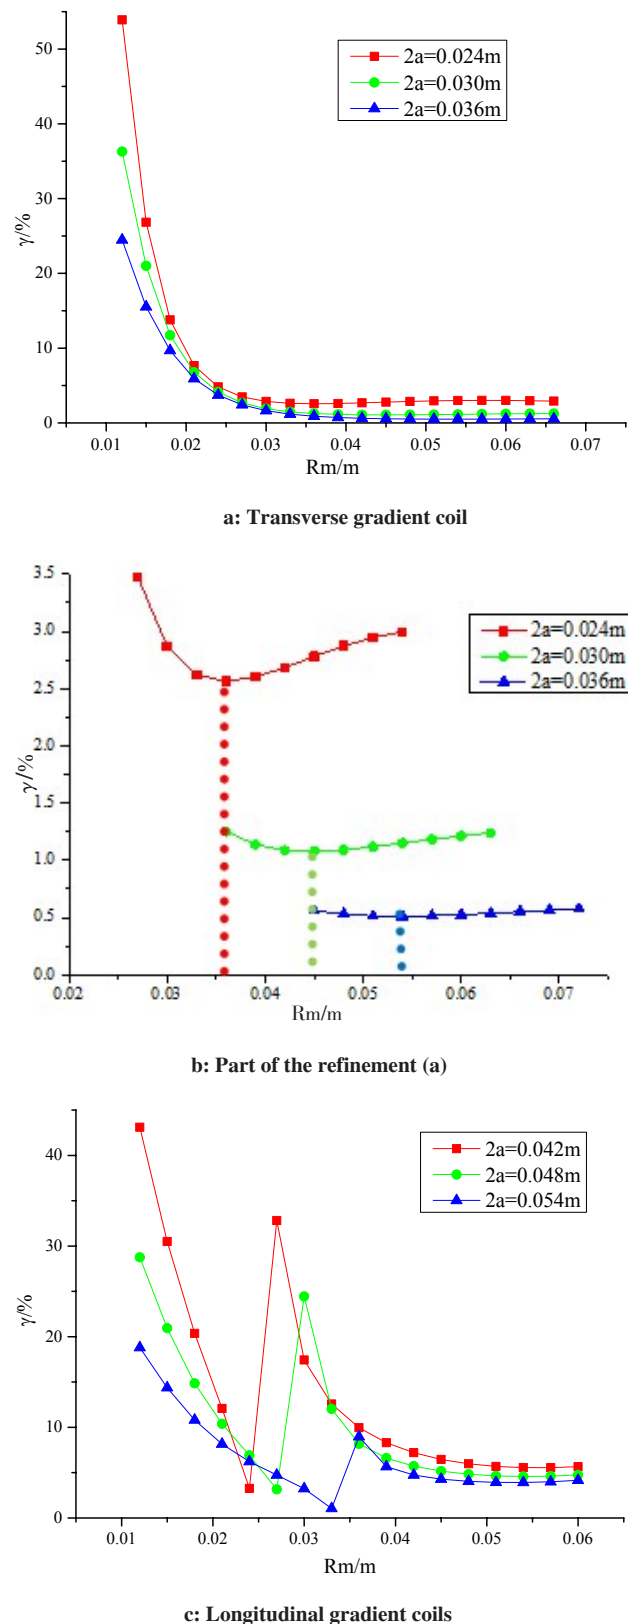 2a=0.024m
2a=0.030m
2a=0.036m
50
40
30
20
10
0
γ/%
0.01 0.02 0.03 0.04 0.05 0.06 0.07
Rm/m
a: Transverse gradient coil
3.5
3.0
2.5
2.0
1.5
1.0
0.5
0.0
γ/%
2a=0.024m
2a=0.030m
2a=0.036m
0.02 0.03 0.04 0.05 0.06 0.07
Rm/m
b: Part of the refinement (a)
40
30
20
10
0
γ/%
2a=0.042m
2a=0.048m
2a=0.054m
0.01 0.02 0.03 0.04 0.05 0.06
Rm/m
c: Longitudinal gradient coils